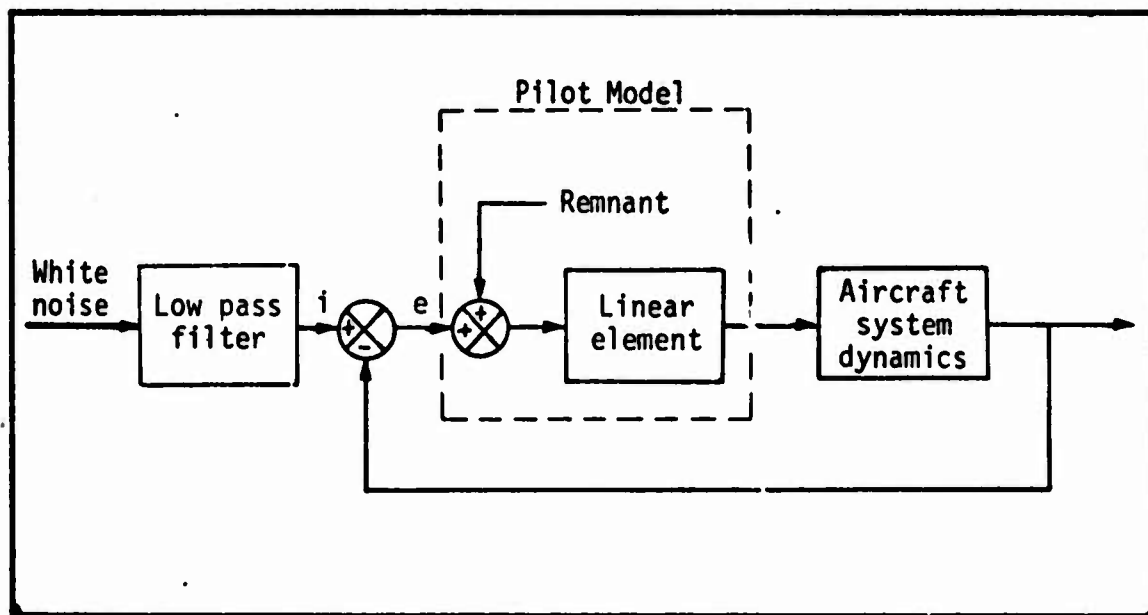 Pilot Model
Remnant
White
noise
Low pass
filter
i
+
-
e
+
+
Linear
element
Aircraft
system
dynamics